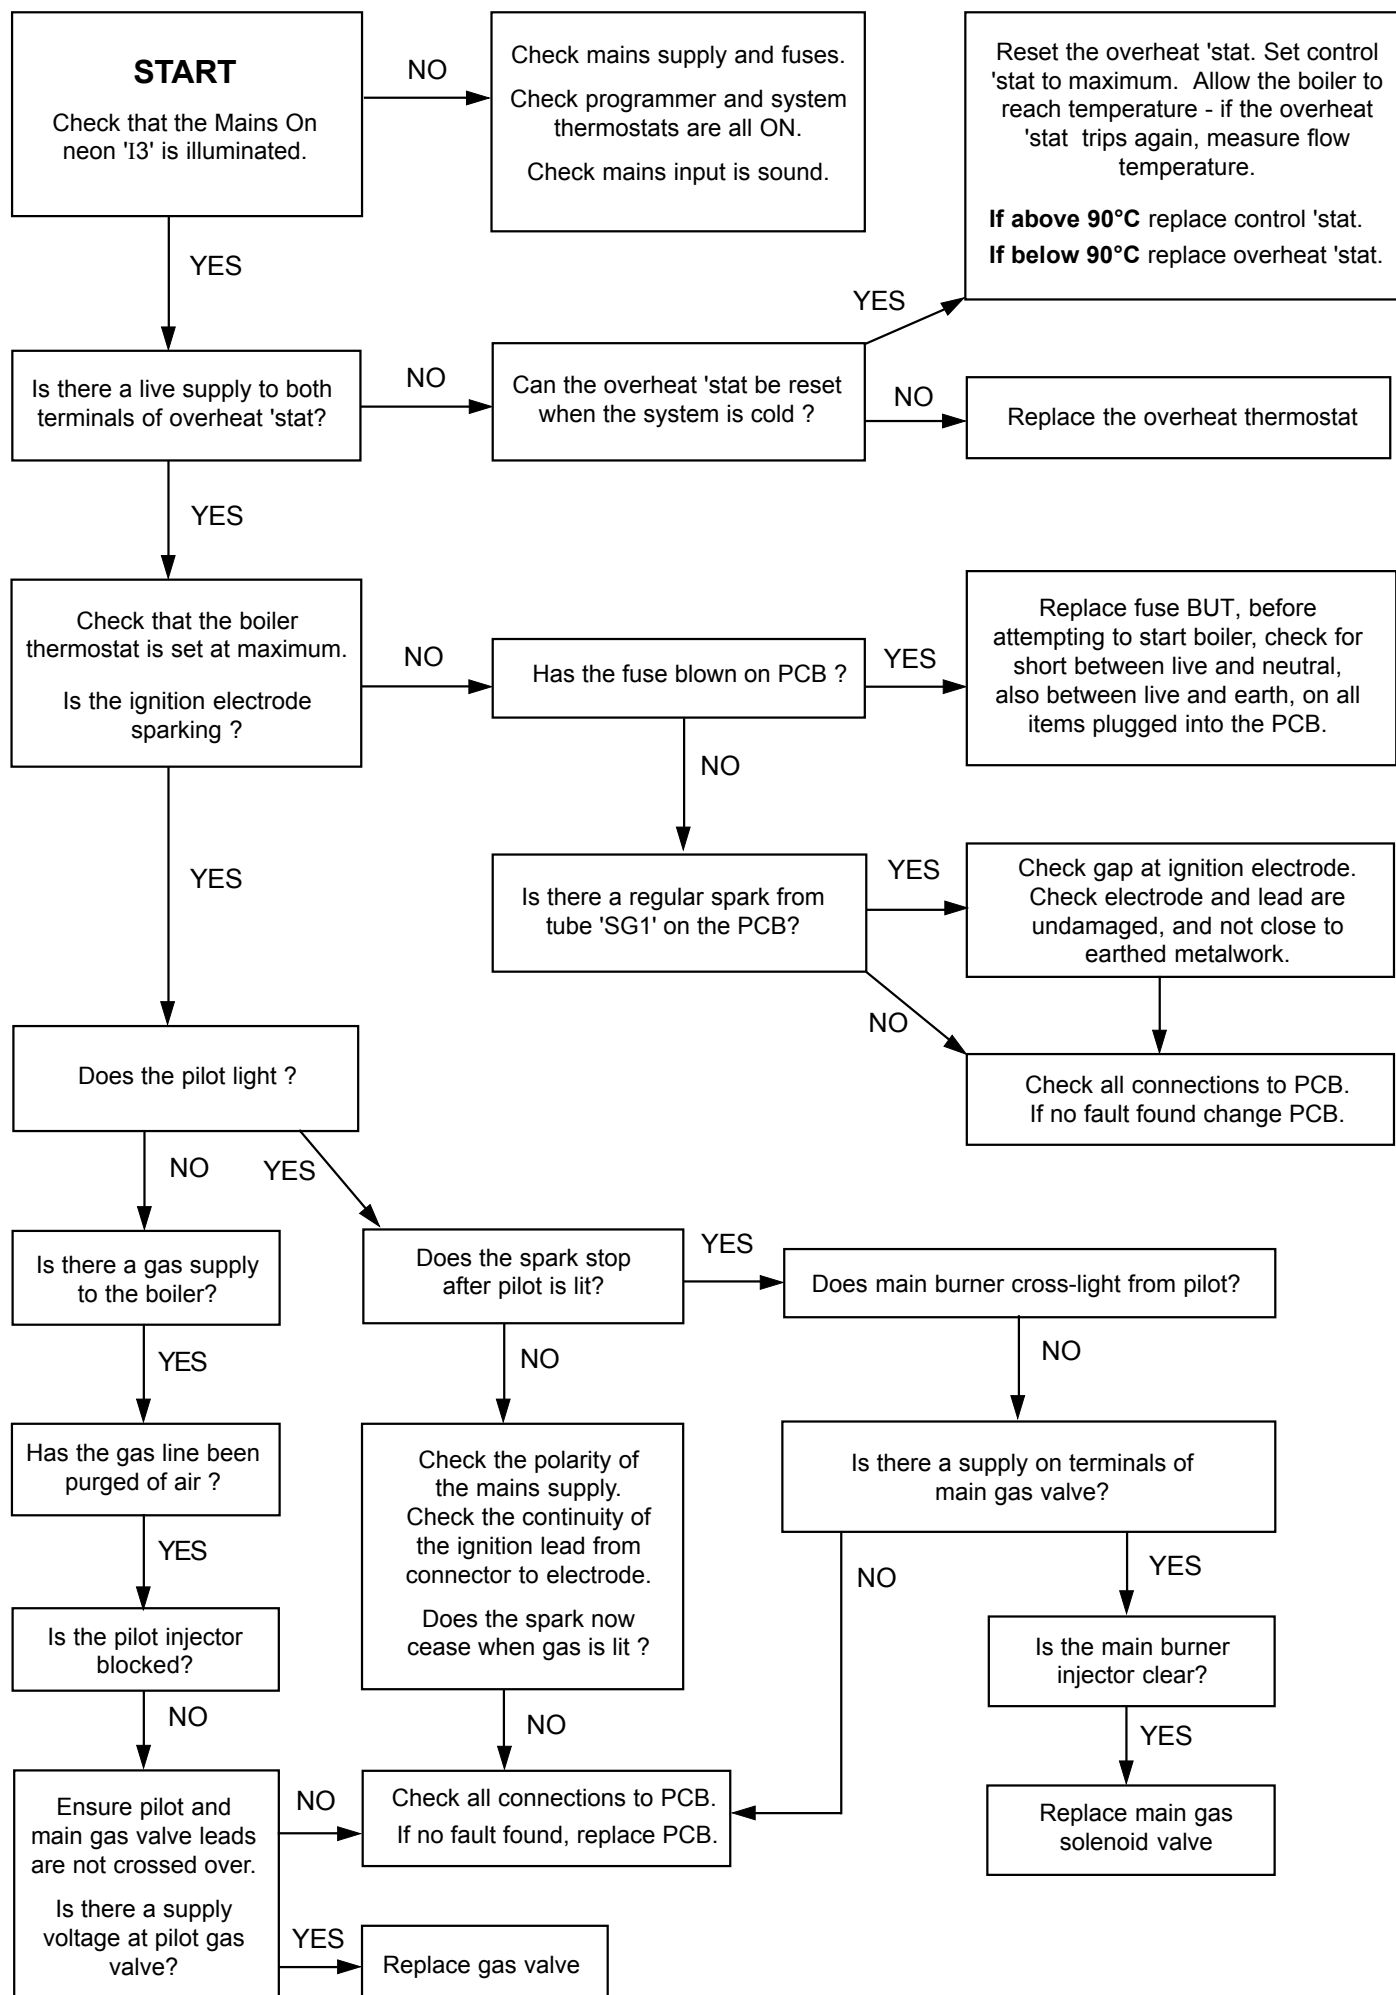 START
Check that the Mains On
neon 'I3' is illuminated.
NO
Check mains supply and fuses.
Check programmer and system
thermostats are all ON.
Check mains input is sound.
Reset the overheat 'stat. Set control
'stat to maximum. Allow the boiler to
reach temperature - if the overheat
'stat trips again, measure flow
temperature.
If above 90°C replace control 'stat.
If below 90°C replace overheat 'stat.
YES
YES
Is there a live supply to both
terminals of overheat 'stat?
NO
Can the overheat 'stat be reset
when the system is cold ?
NO
Replace the overheat thermostat
YES
Check that the boiler
thermostat is set at maximum.
Is the ignition electrode
sparking ?
NO
Has the fuse blown on PCB ?
YES
Replace fuse BUT, before
attempting to start boiler, check for
short between live and neutral,
also between live and earth, on all
items plugged into the PCB.
NO
YES
Is there a regular spark from
tube 'SG1' on the PCB?
YES
Check gap at ignition electrode.
Check electrode and lead are
undamaged, and not close to
earthed metalwork.
NO
Check all connections to PCB.
If no fault found change PCB.
Does the pilot light ?
NO
YES
Is there a gas supply
to the boiler?
Does the spark stop
after pilot is lit?
YES
Does main burner cross-light from pilot?
YES
NO
NO
Has the gas line been
purged of air ?
Check the polarity of
the mains supply.
Check the continuity of
the ignition lead from
connector to electrode.
Does the spark now
cease when gas is lit ?
Is there a supply on terminals of
main gas valve?
YES
NO
YES
Is the pilot injector
blocked?
Is the main burner
injector clear?
NO
NO
YES
Ensure pilot and
main gas valve leads
are not crossed over.
Is there a supply
voltage at pilot gas
valve?
NO
Check all connections to PCB.
If no fault found, replace PCB.
Replace main gas
solenoid valve
YES
Replace gas valve